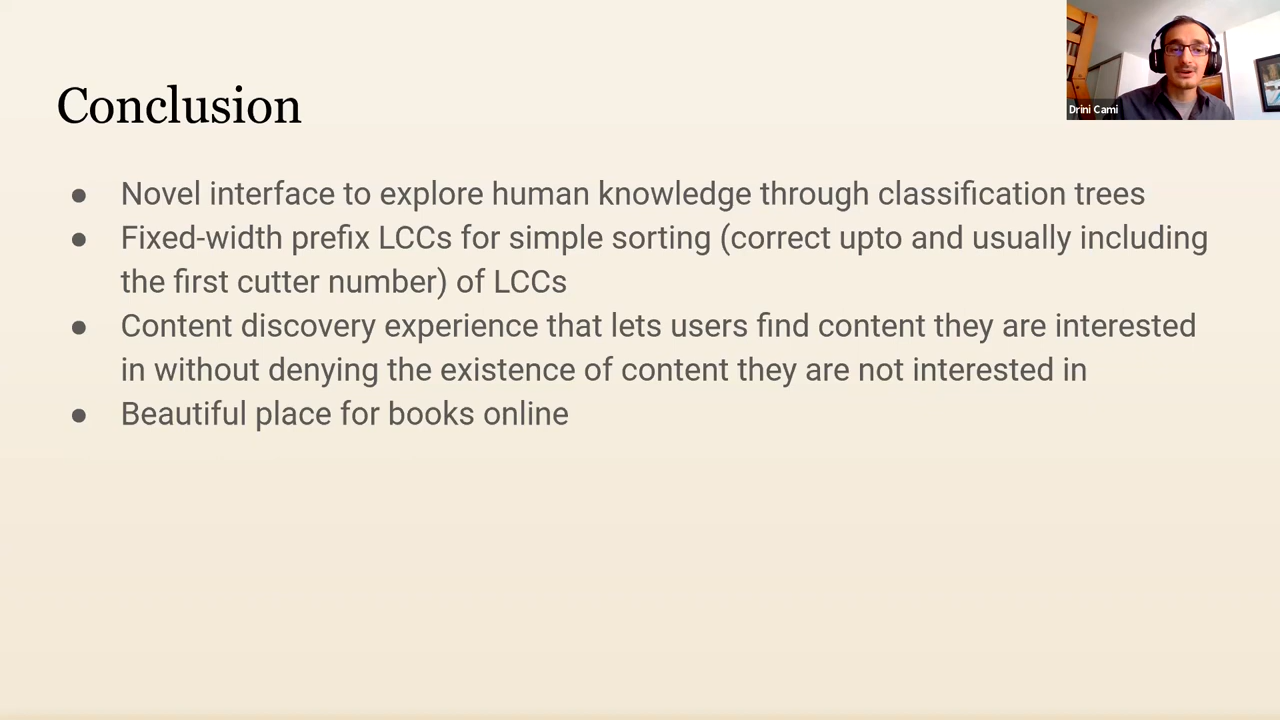 Conclusion
Drini Cami
● Novel interface to explore human knowledge through classification trees
● Fixed-width prefix LCCs for simple sorting (correct upto and usually including
the first cutter number) of LCCs
● Content discovery experience that lets users find content they are interested
in without denying the existence of content they are not interested in
● Beautiful place for books online